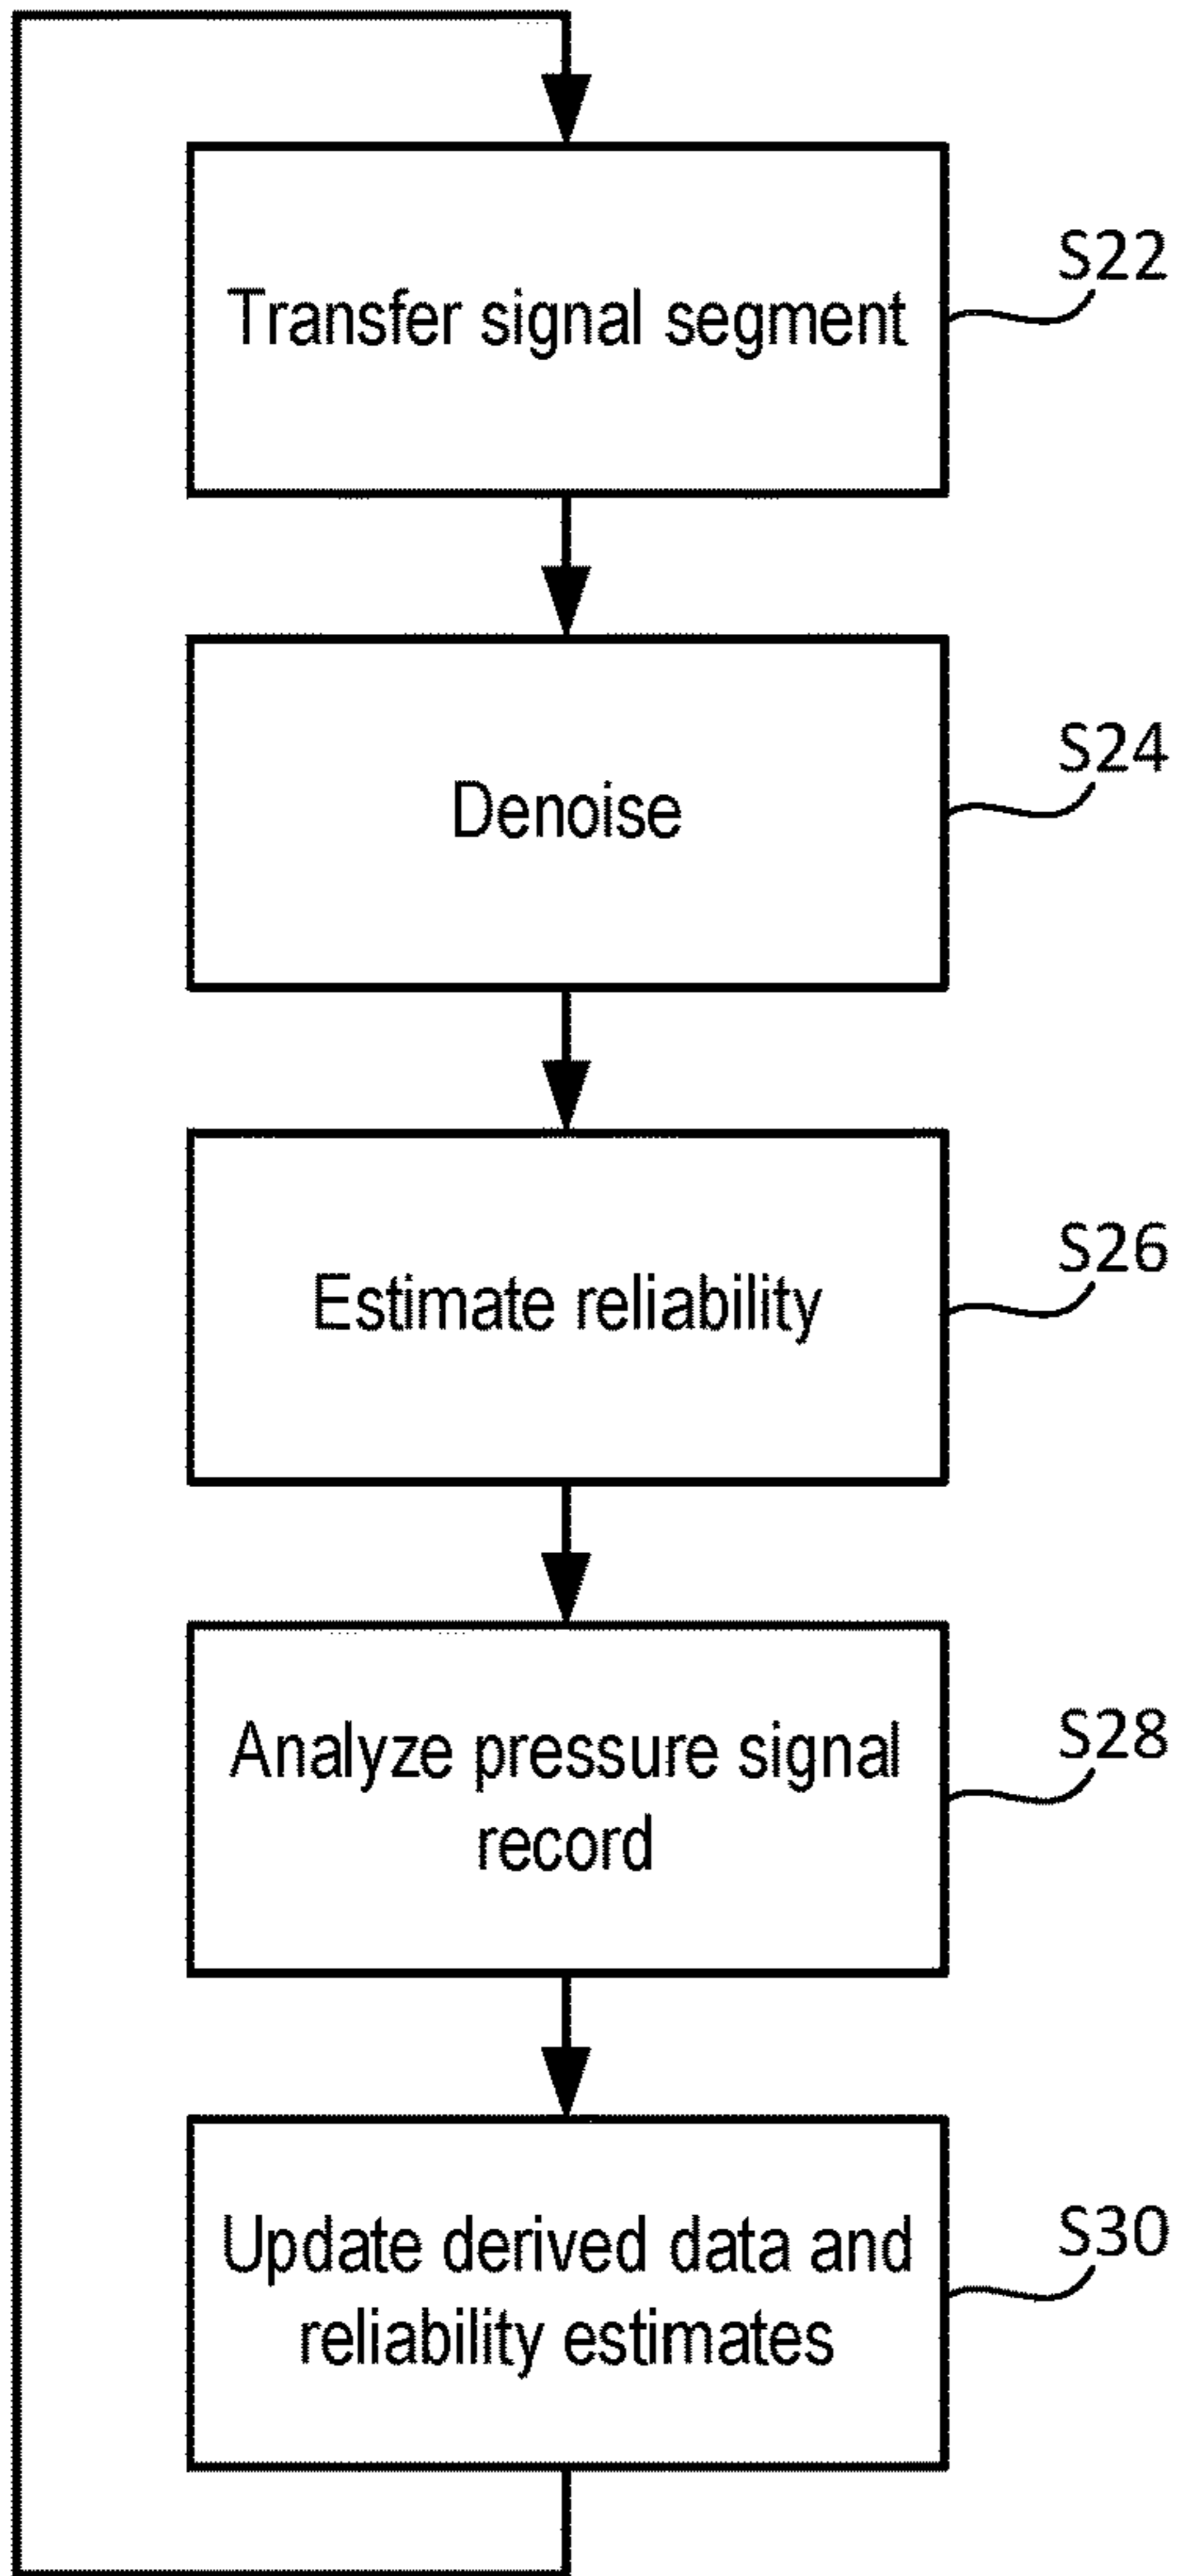 Transfer signal segment
S22
Denoise
S24
Estimate reliability
S26
Analyze pressure signal
record
S28
Update derived data and
reliability estimates
S30